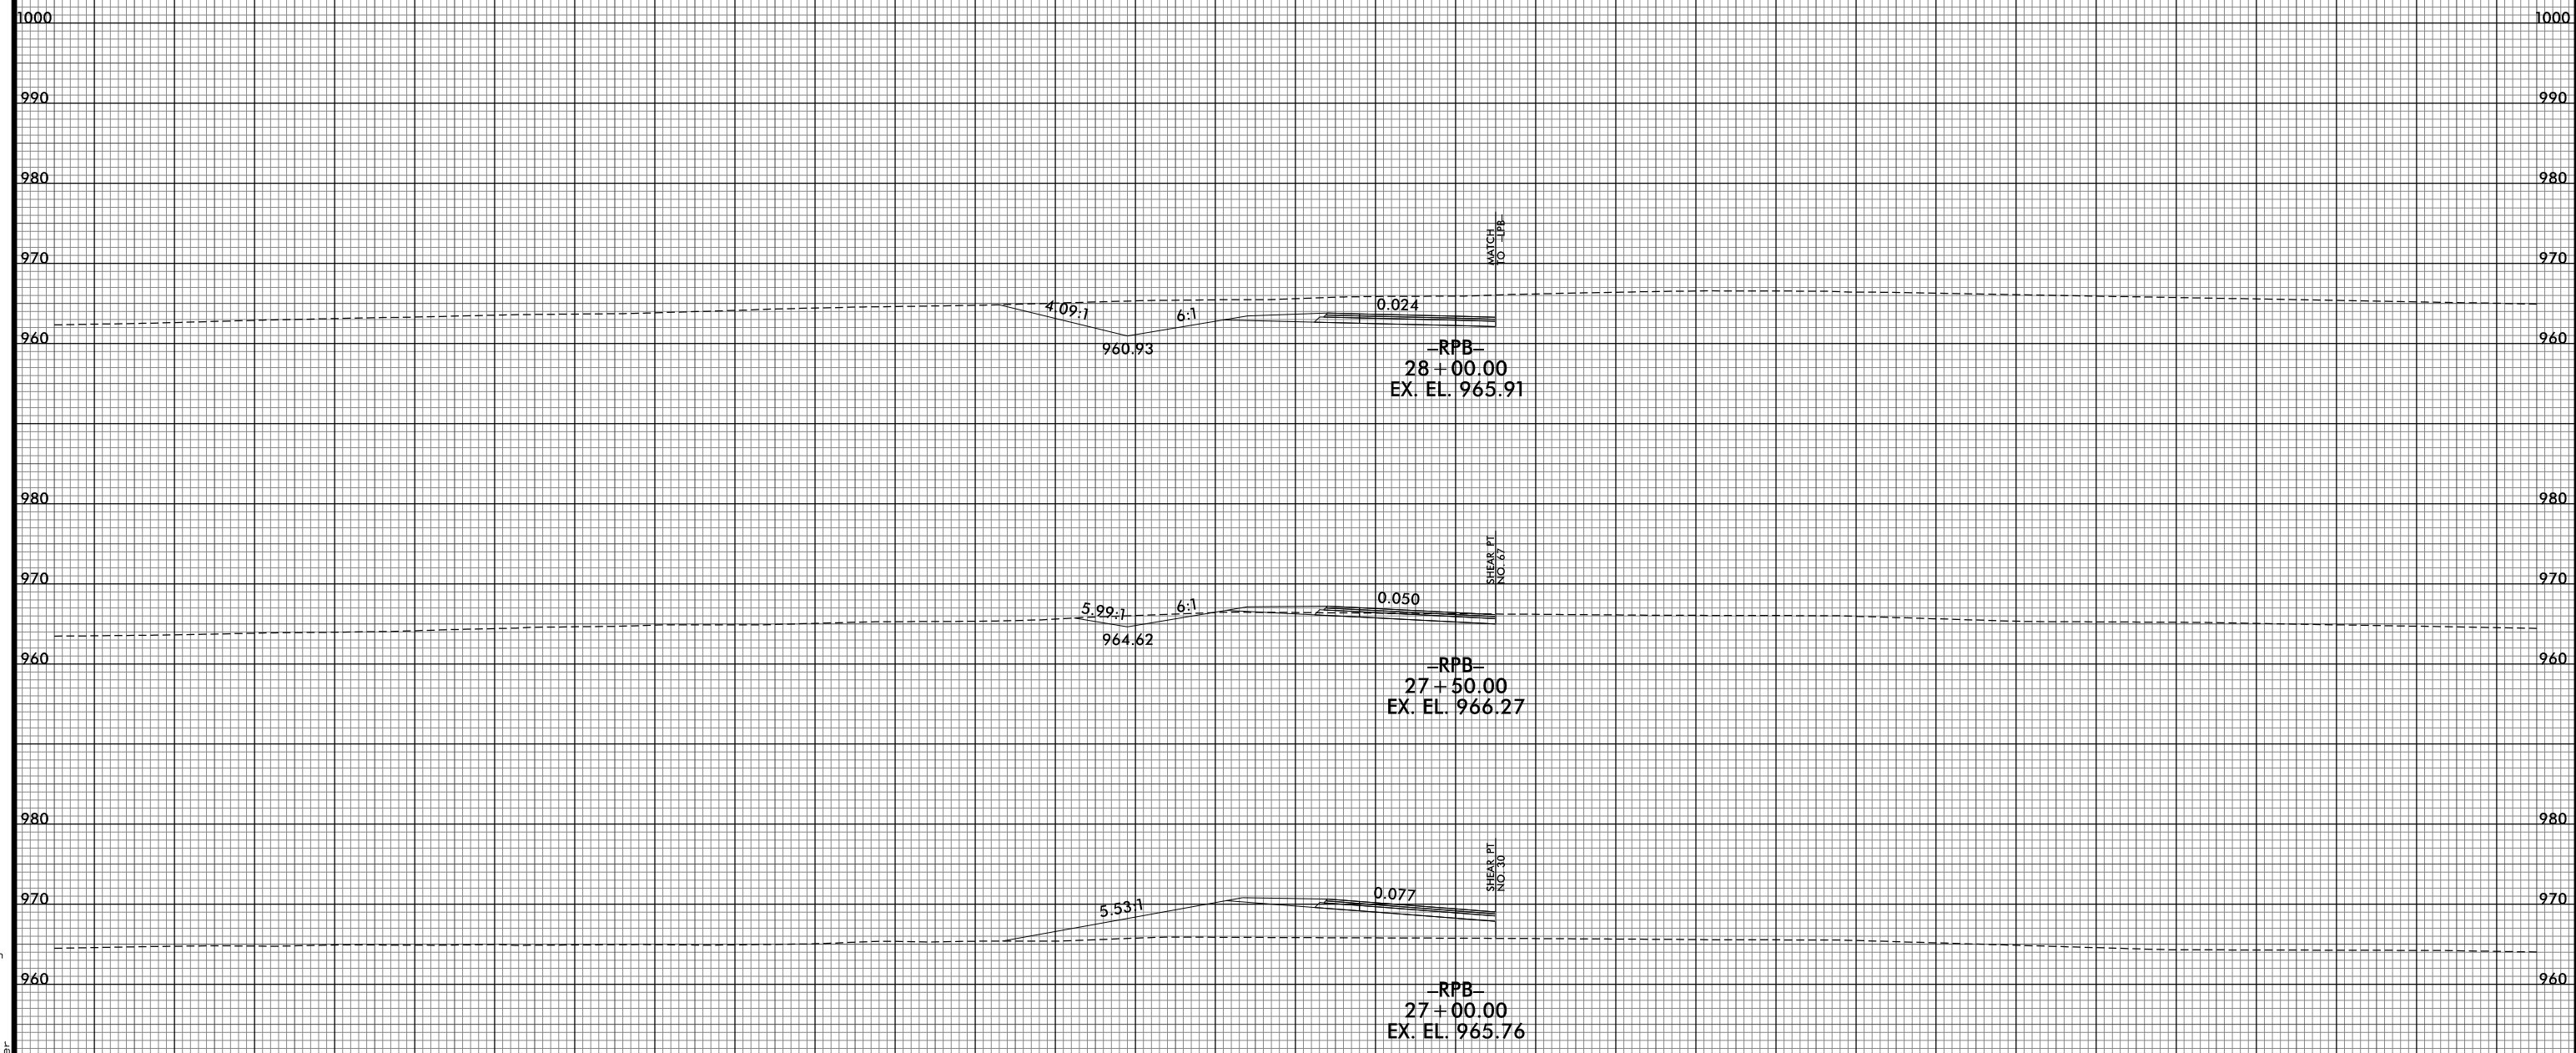 1000 1000
990 990
980 980
MATCH
TO -LPB-
970 970
4.09:1 6:1 0.024
960 960
960.93
-RPB-
28+00.00
EX. EL. 965.91
980 980
SHEAR PT
NO. 67
970 970
5.99:1 6:1 0.050
964.62
960 960
-RPB-
27+50.00
EX. EL. 966.27
980 980
SHEAR PT
NO. 30
970 970
5.53:1 0.077
960 960
-RPB-
27+00.00
EX. EL. 965.76